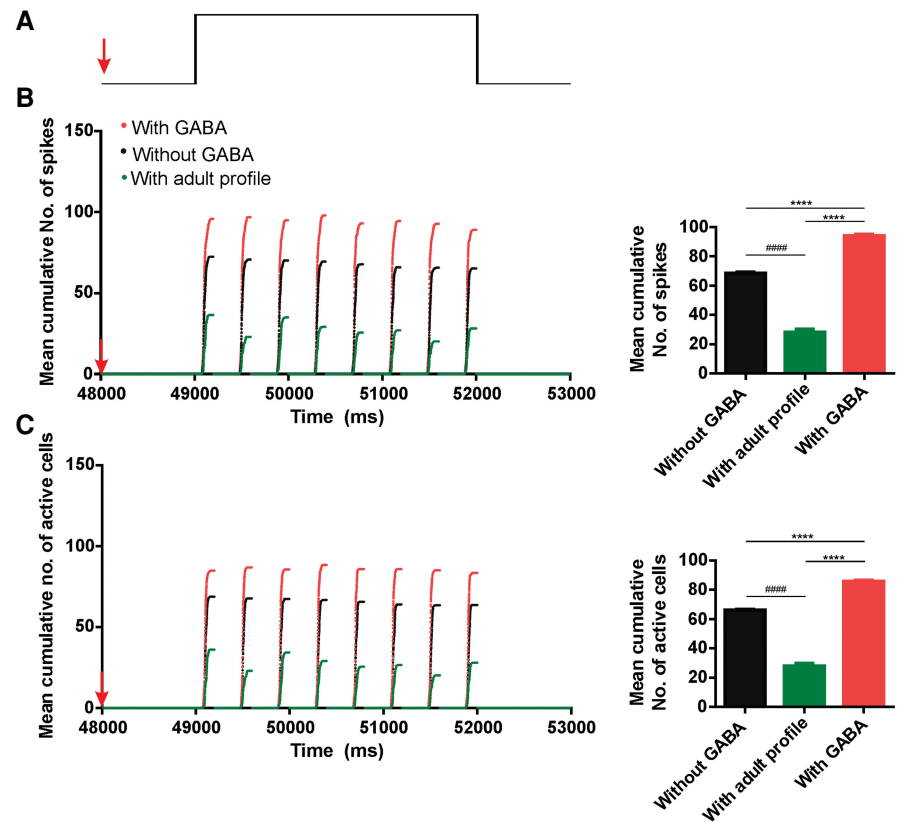 A
B
Mean cumulative No. of spikes
150
100
50
0
With GABA
Without GABA
With adult profile
48000
49000
50000
51000
52000
53000
Time (ms)
Mean cumulative
No. of spikes
100
80
60
40
20
0
****
****
####
Without GABA
With adult profile
With GABA
C
Mean cumulative no. of active cells
150
100
50
0
48000
49000
50000
51000
52000
53000
Time (ms)
Mean cumulative
No. of active cells
100
80
60
40
20
0
****
****
####
Without GABA
With adult profile
With GABA